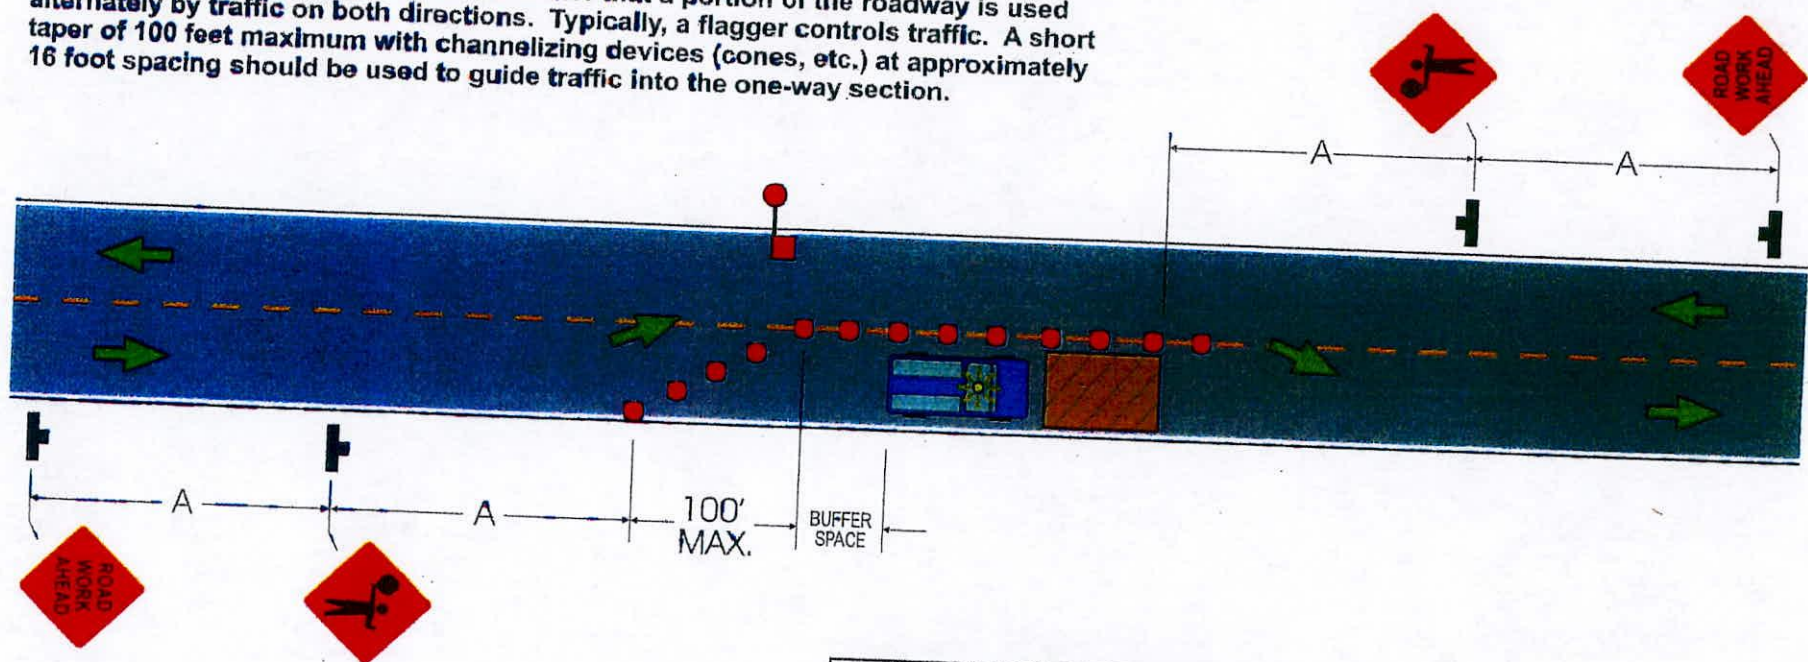 alternately by traffic on both directions. Typically, a flagger controls traffic. A short
taper of 100 feet maximum with channelizing devices (cones, etc.) at approximately
16 foot spacing should be used to guide traffic into the one-way section.
ROAD
WORK
AHEAD
A
A
A
A
100'
MAX.
BUFFER
SPACE
ROAD
WORK
AHEAD